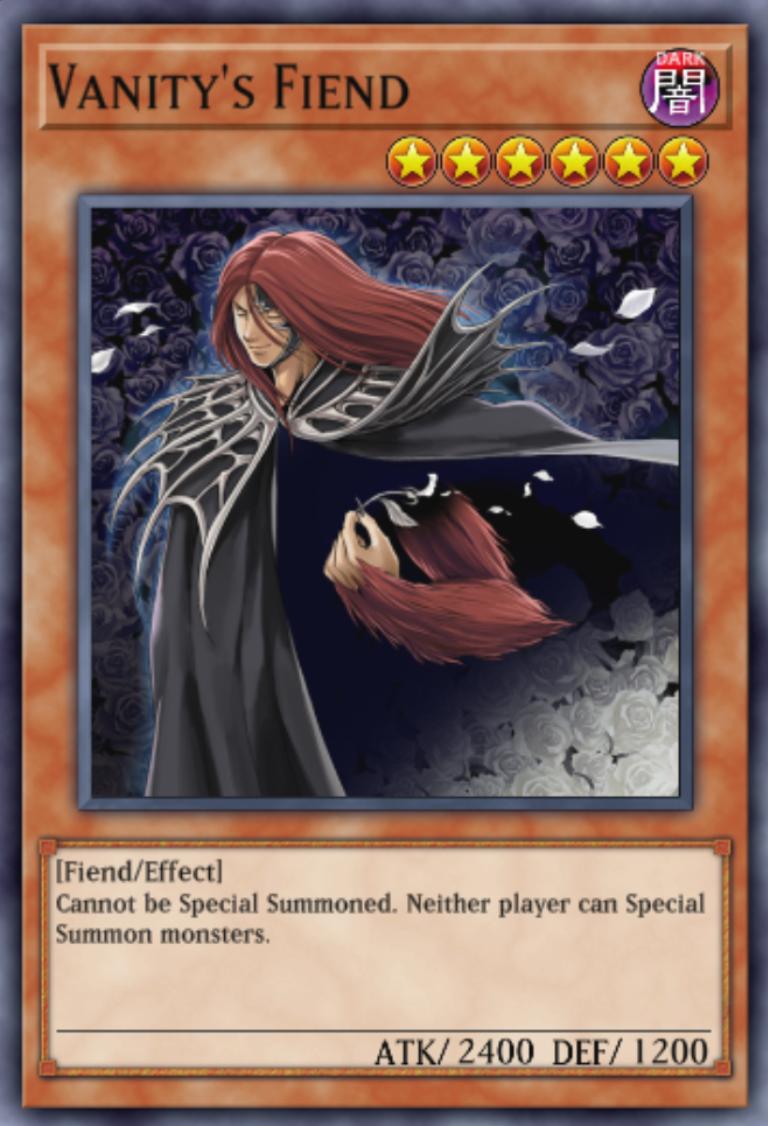 Vanity's Fiend
DARK
闇
[Fiend/Effect]
Cannot be Special Summoned. Neither player can Special
Summon monsters.
ATK/ 2400 DEF/ 1200